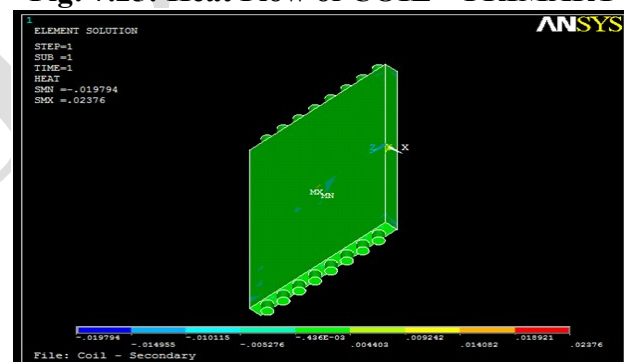 1
ANSYS
ELEMENT SOLUTION
STEP=1
SUB =1
TIME=1
HEAT
SMN =-.019794
SMX =.02376
Z Y X
MX MN
-.019794 -.014955 -.010115 -.005276 -.436E-03 .004403 .009242 .014082 .018921 .02376
File: Coil - Secondary